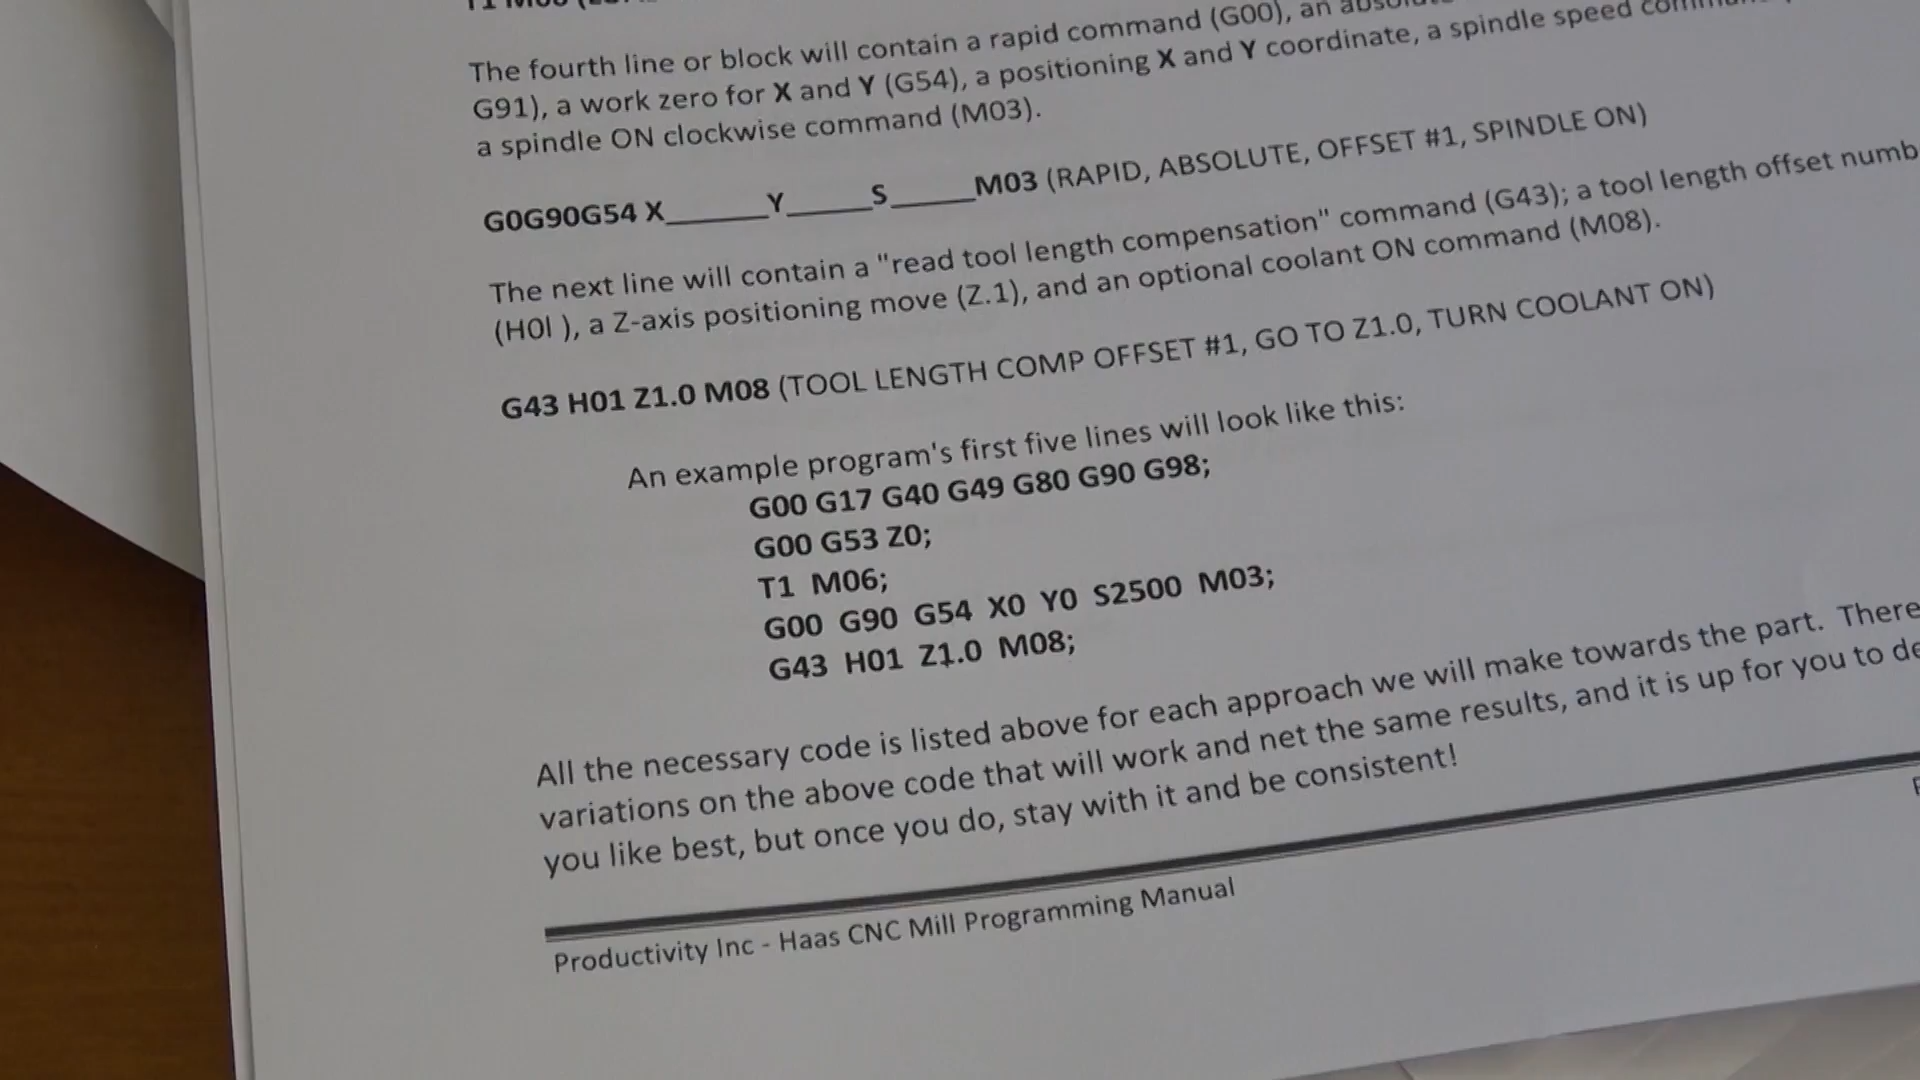 The fourth line or block will contain a rapid command (G00), an
G91), a work zero for X and Y (G54), a positioning X and Y coordinate, a spindle speed
a spindle ON clockwise command (M03).
G0G90G54 X______Y_____S_____M03 (RAPID, ABSOLUTE, OFFSET #1, SPINDLE ON)
The next line will contain a "read tool length compensation" command (G43); a tool length offset numb
(H0l ), a Z-axis positioning move (Z.1), and an optional coolant ON command (M08).
G43 H01 Z1.0 M08 (TOOL LENGTH COMP OFFSET #1, GO TO Z1.0, TURN COOLANT ON)
An example program's first five lines will look like this:
G00 G17 G40 G49 G80 G90 G98;
G00 G53 Z0;
T1 M06;
G00 G90 G54 X0 Y0 S2500 M03;
G43 H01 Z1.0 M08;
All the necessary code is listed above for each approach we will make towards the part. There
variations on the above code that will work and net the same results, and it is up for you to de
you like best, but once you do, stay with it and be consistent!
Productivity Inc - Haas CNC Mill Programming Manual